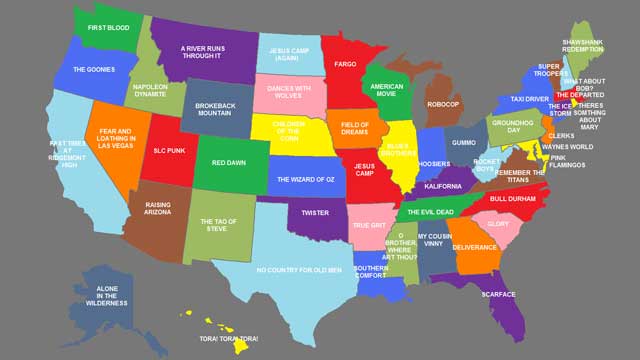 FIRST BLOOD
THE GOONIES
NAPOLEON
DYNAMITE
A RIVER RUNS
THROUGH IT
JESUS CAMP
(AGAIN)
FARGO
DANCES WITH
WOLVES
BROKEBACK
MOUNTAIN
AMERICAN
MOVIE
ROBOCOP
SHAWSHANK
REDEMPTION
SUPER
TROOPERS
WHAT ABOUT
BOB?
THE DEPARTED
TAXI DRIVER
THE ICE
STORM
THERES
SOMTHING
ABOUT
MARY
FAST TIMES
AT
RIDGEMONT
HIGH
FEAR AND
LOATHING IN
LAS VEGAS
SLC PUNK
RED DAWN
CHILDREN
OF THE
CORN
FIELD OF
DREAMS
BLUES
BROTHERS
HOOSIERS
GUMMO
GROUNDHOG
DAY
CLERKS
WAYNES WORLD
PINK
FLAMINGOS
ROCKET
BOYS
REMEMBER THE
TITANS
THE WIZARD OF OZ
JESUS
CAMP
KALIFORNIA
RAISING
ARIZONA
THE TAO OF
STEVE
TWISTER
TRUE GRIT
THE EVIL DEAD
BULL DURHAM
GLORY
NO COUNTRY FOR OLD MEN
SOUTHERN
COMFORT
O
BROTHER,
WHERE
ART THOU?
MY COUSIN
VINNY
DELIVERANCE
SCARFACE
ALONE
IN THE
WILDERNESS
TORA! TORA! TORA!